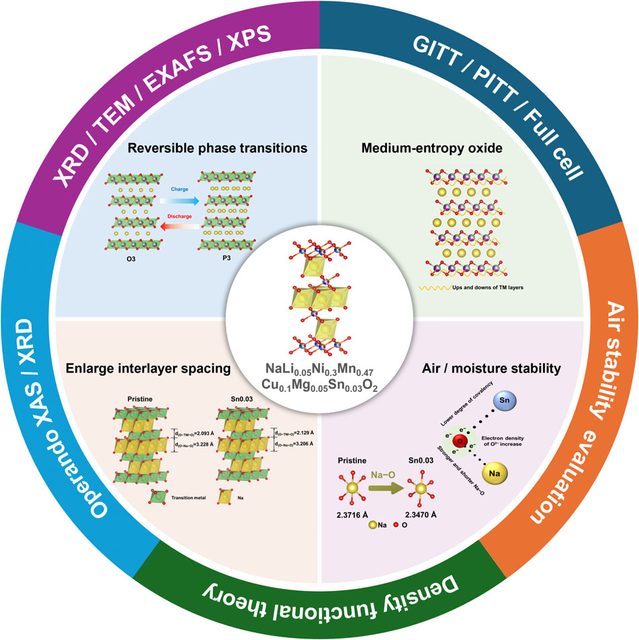 XRD / TEM / EXAFS / XPS
GITT / PITT / Full cell
Air stability evaluation
Density functional theory
Operando XAS / XRD
Reversible phase transitions
Charge
Discharge
O3
P3
Medium-entropy oxide
Ups and downs of TM layers
NaLi0.05Ni0.3Mn0.47
Cu0.1Mg0.05Sn0.03O2
Enlarge interlayer spacing
Pristine
Sn0.03
d(O-TM-O)=2.093 Å
d(O-Na-O)=3.228 Å
d(O-TM-O)=2.129 Å
d(O-Na-O)=3.206 Å
Transition metal
Na
Air / moisture stability
Lower degree of covalency
Sn
O
e-
e-
Electron density
of O2- increase
Stronger and shorter Na-O
Na
Pristine
Na−O
Sn0.03
2.3716 Å
2.3470 Å
Na
O